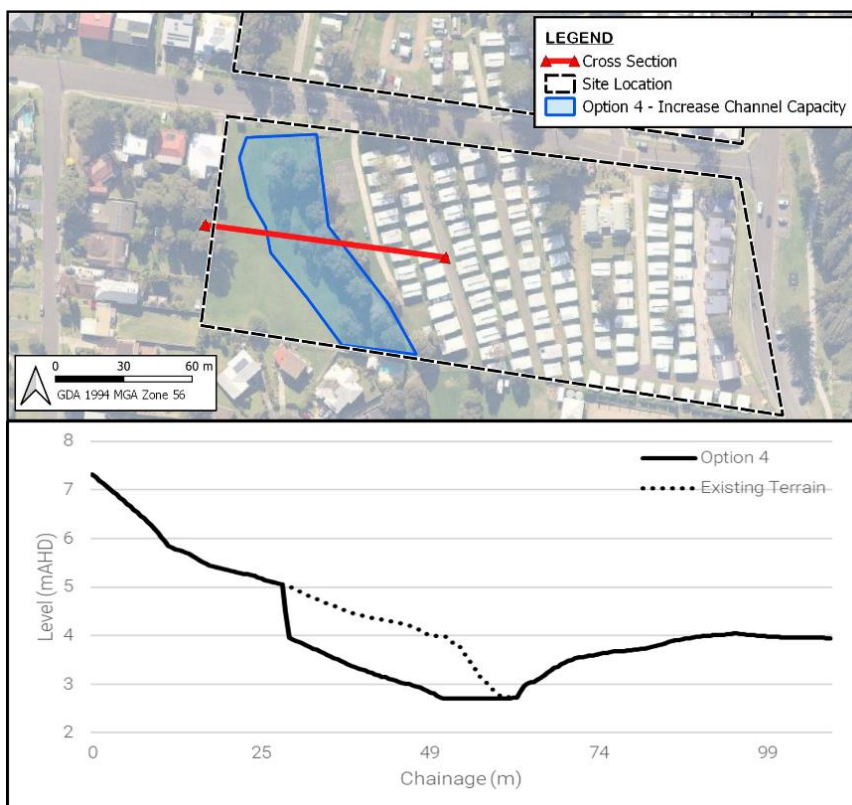 LEGEND
Cross Section
Site Location
Option 4 - Increase Channel Capacity
0 30 60 m
GDA 1994 MGA Zone 56
8
7
6
5
4
3
2
Level (mAHD)
Option 4
Existing Terrain
0 25 49 74 99
Chainage (m)